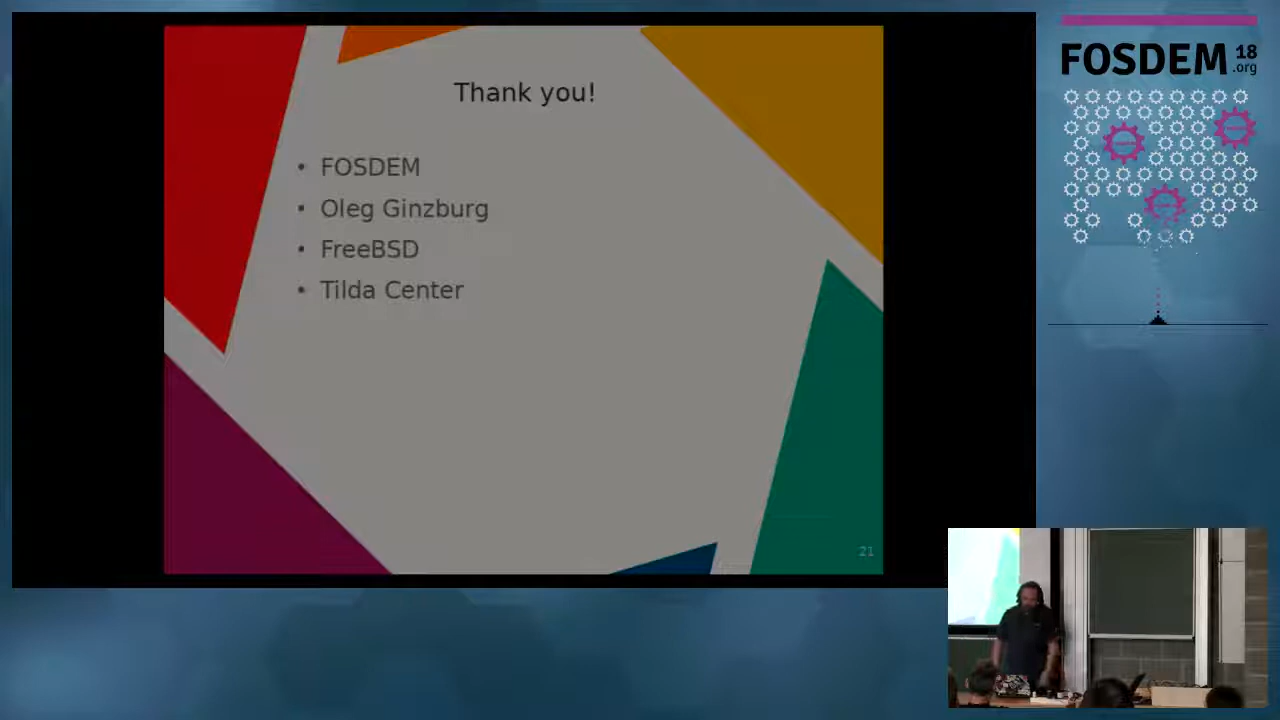 Thank you!
• FOSDEM
• Oleg Ginzburg
• FreeBSD
• Tilda Center
21
FOSDEM 18
.org